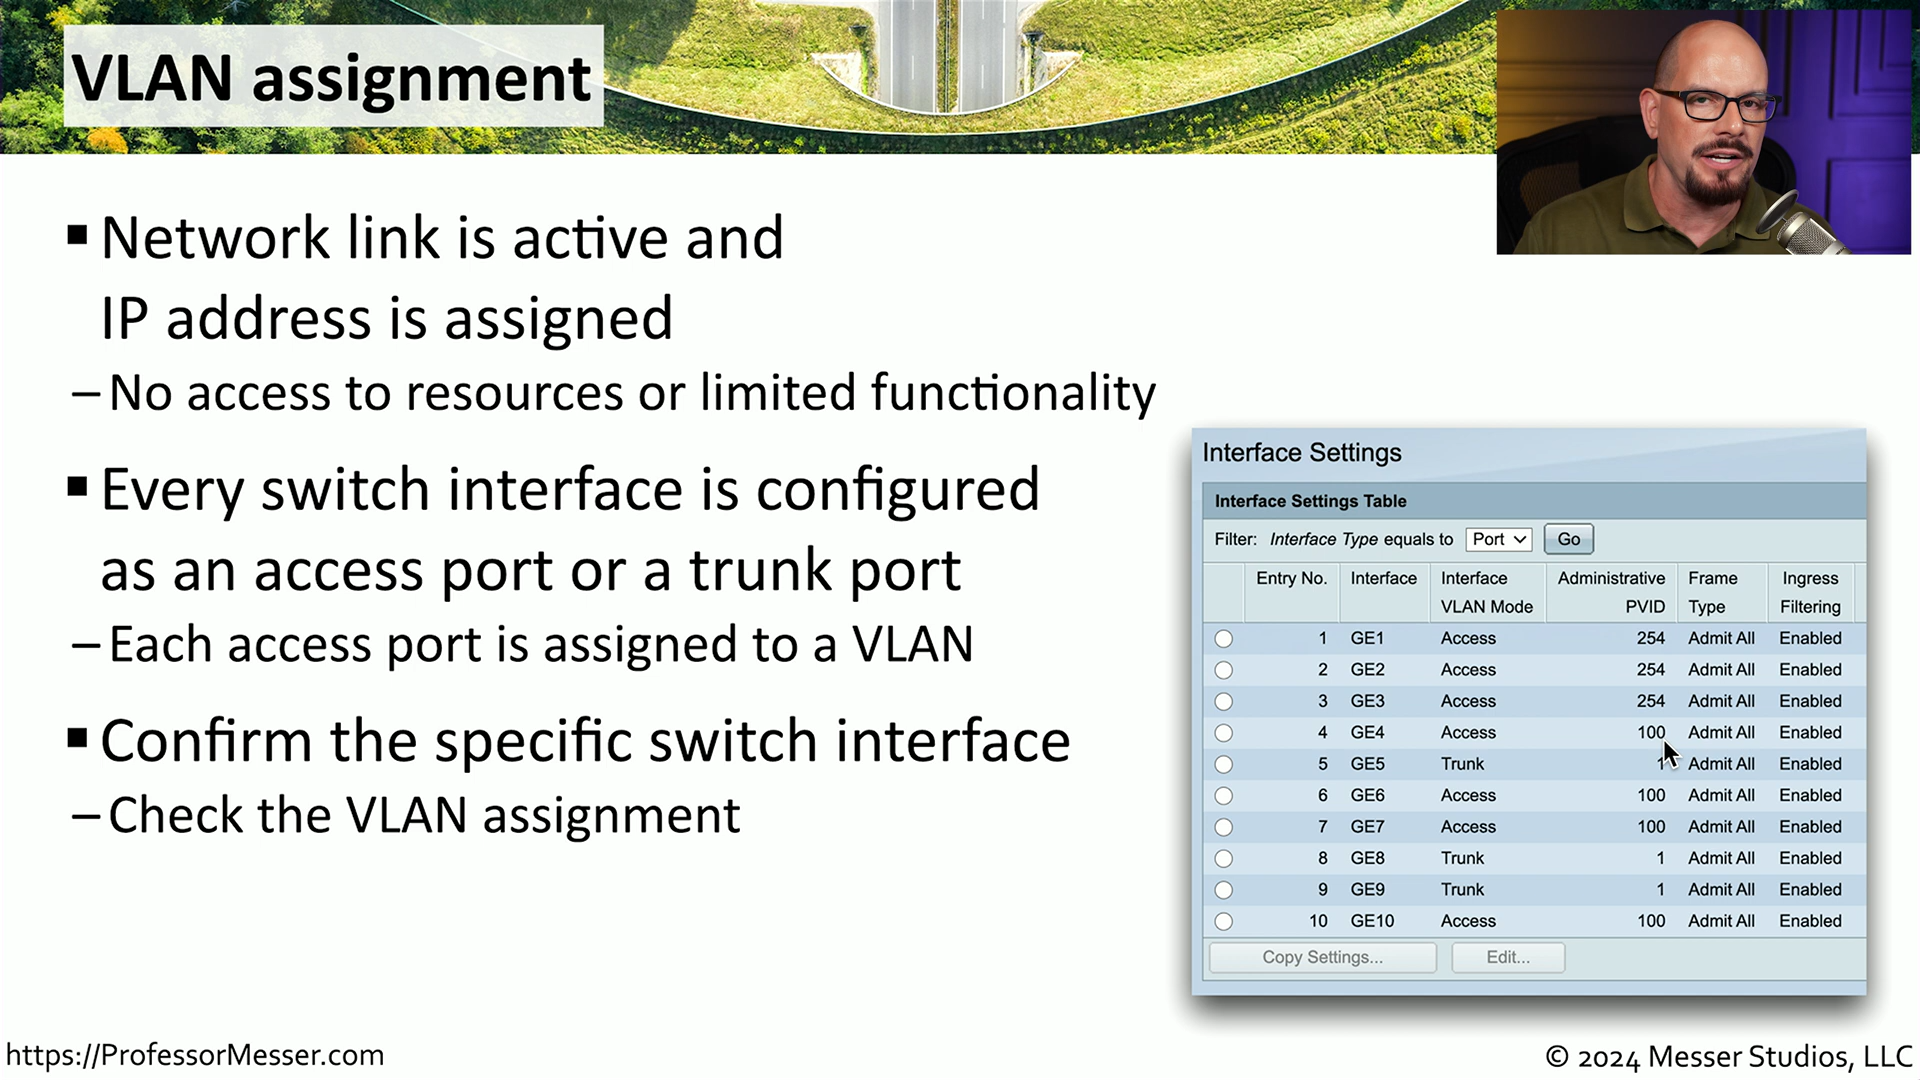 VLAN assignment
▪ Network link is active and
IP address is assigned
– No access to resources or limited functionality
▪ Every switch interface is configured
as an access port or a trunk port
– Each access port is assigned to a VLAN
▪ Confirm the specific switch interface
– Check the VLAN assignment
Interface Settings
Interface Settings Table
Filter: Interface Type equals to Port Go
Entry No. Interface Interface VLAN Mode Administrative PVID Frame Type Ingress Filtering
1 GE1 Access 254 Admit All Enabled
2 GE2 Access 254 Admit All Enabled
3 GE3 Access 254 Admit All Enabled
4 GE4 Access 100 Admit All Enabled
5 GE5 Trunk 1 Admit All Enabled
6 GE6 Access 100 Admit All Enabled
7 GE7 Access 100 Admit All Enabled
8 GE8 Trunk 1 Admit All Enabled
9 GE9 Trunk 1 Admit All Enabled
10 GE10 Access 100 Admit All Enabled
Copy Settings... Edit...
https://ProfessorMesser.com
© 2024 Messer Studios, LLC